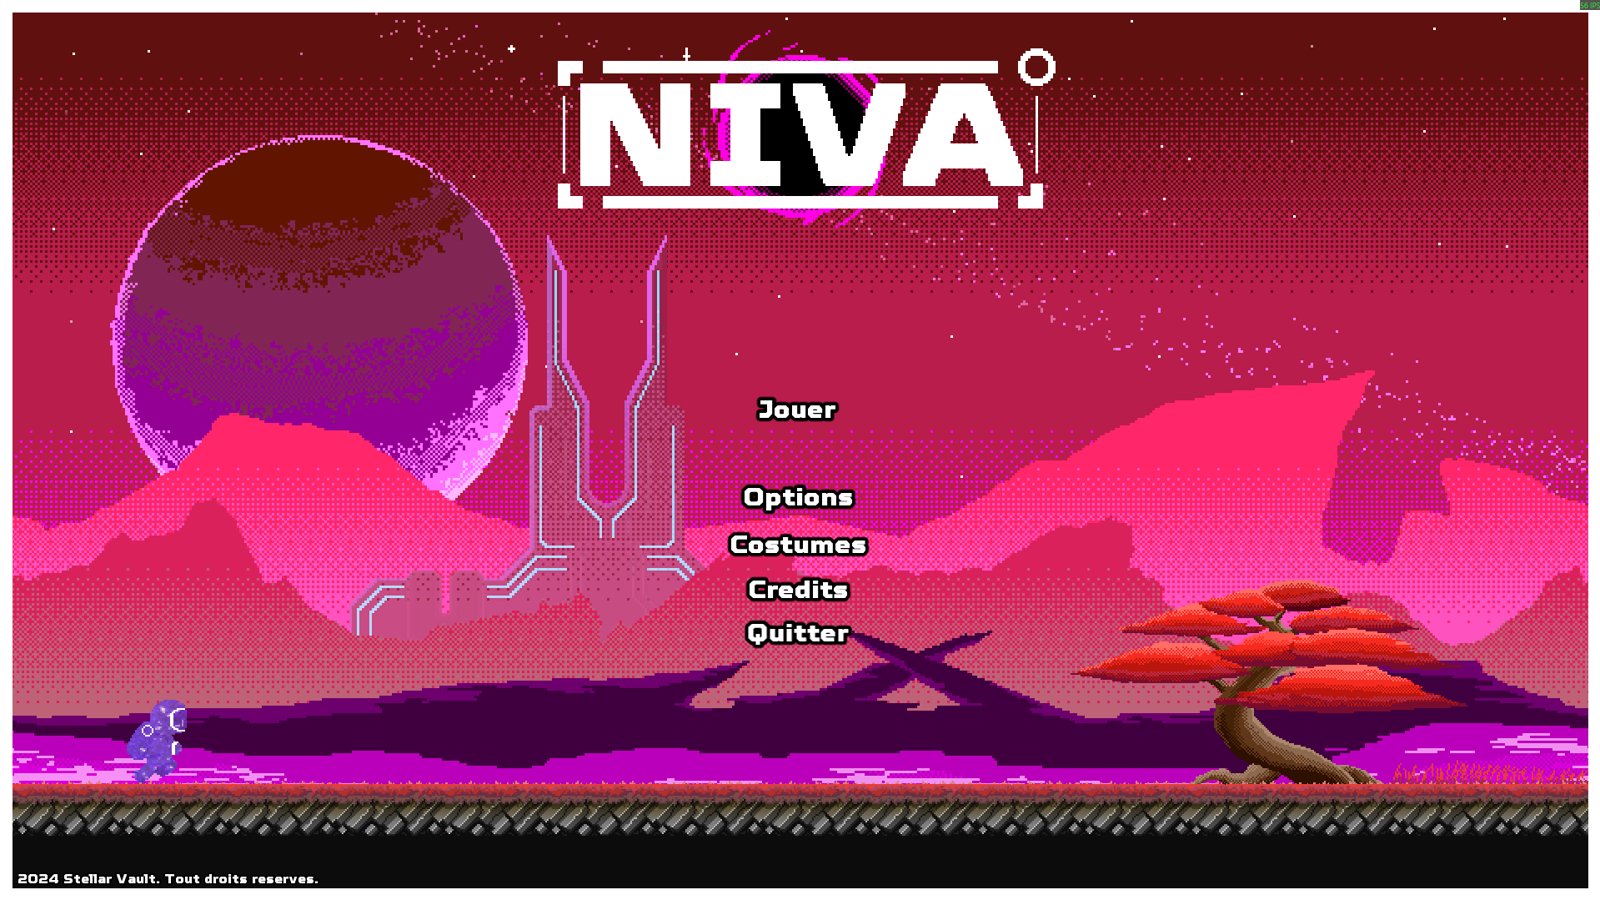 NIVA
Jouer
Options
Costumes
Credits
Quitter
2024 Stellar Vault. Tout droits reserves.